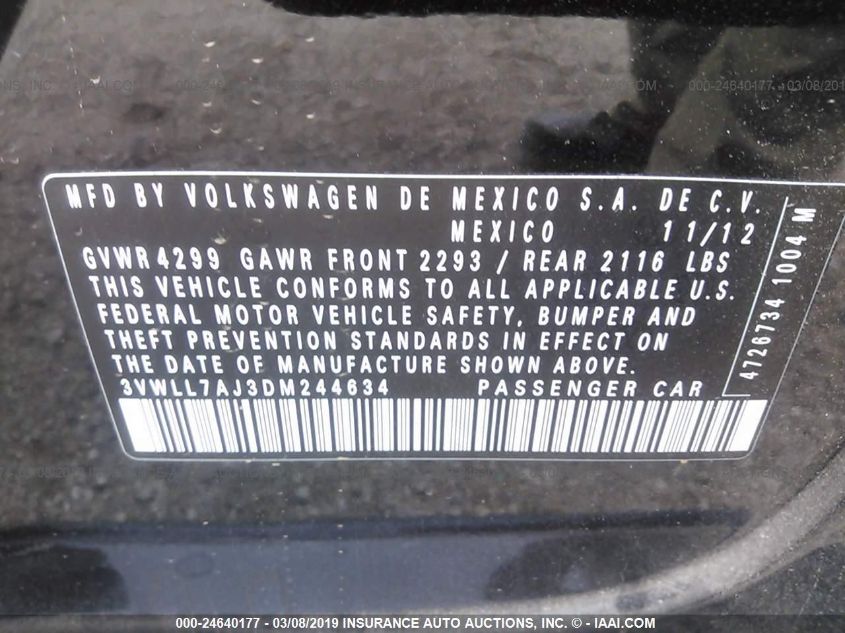 MFD BY VOLKSWAGEN DE MEXICO S.A. DE C.V.
MEXICO 11/12
GVWR 4299 GAWR FRONT 2293 / REAR 2116 LBS
THIS VEHICLE CONFORMS TO ALL APPLICABLE U.S.
FEDERAL MOTOR VEHICLE SAFETY, BUMPER AND
THEFT PREVENTION STANDARDS IN EFFECT ON
THE DATE OF MANUFACTURE SHOWN ABOVE.
3VWLL7AJ3DM244634 PASSENGER CAR
4726734 1004 M
000-24640177 - 03/08/2019 INSURANCE AUTO AUCTIONS, INC. © - IAAI.COM